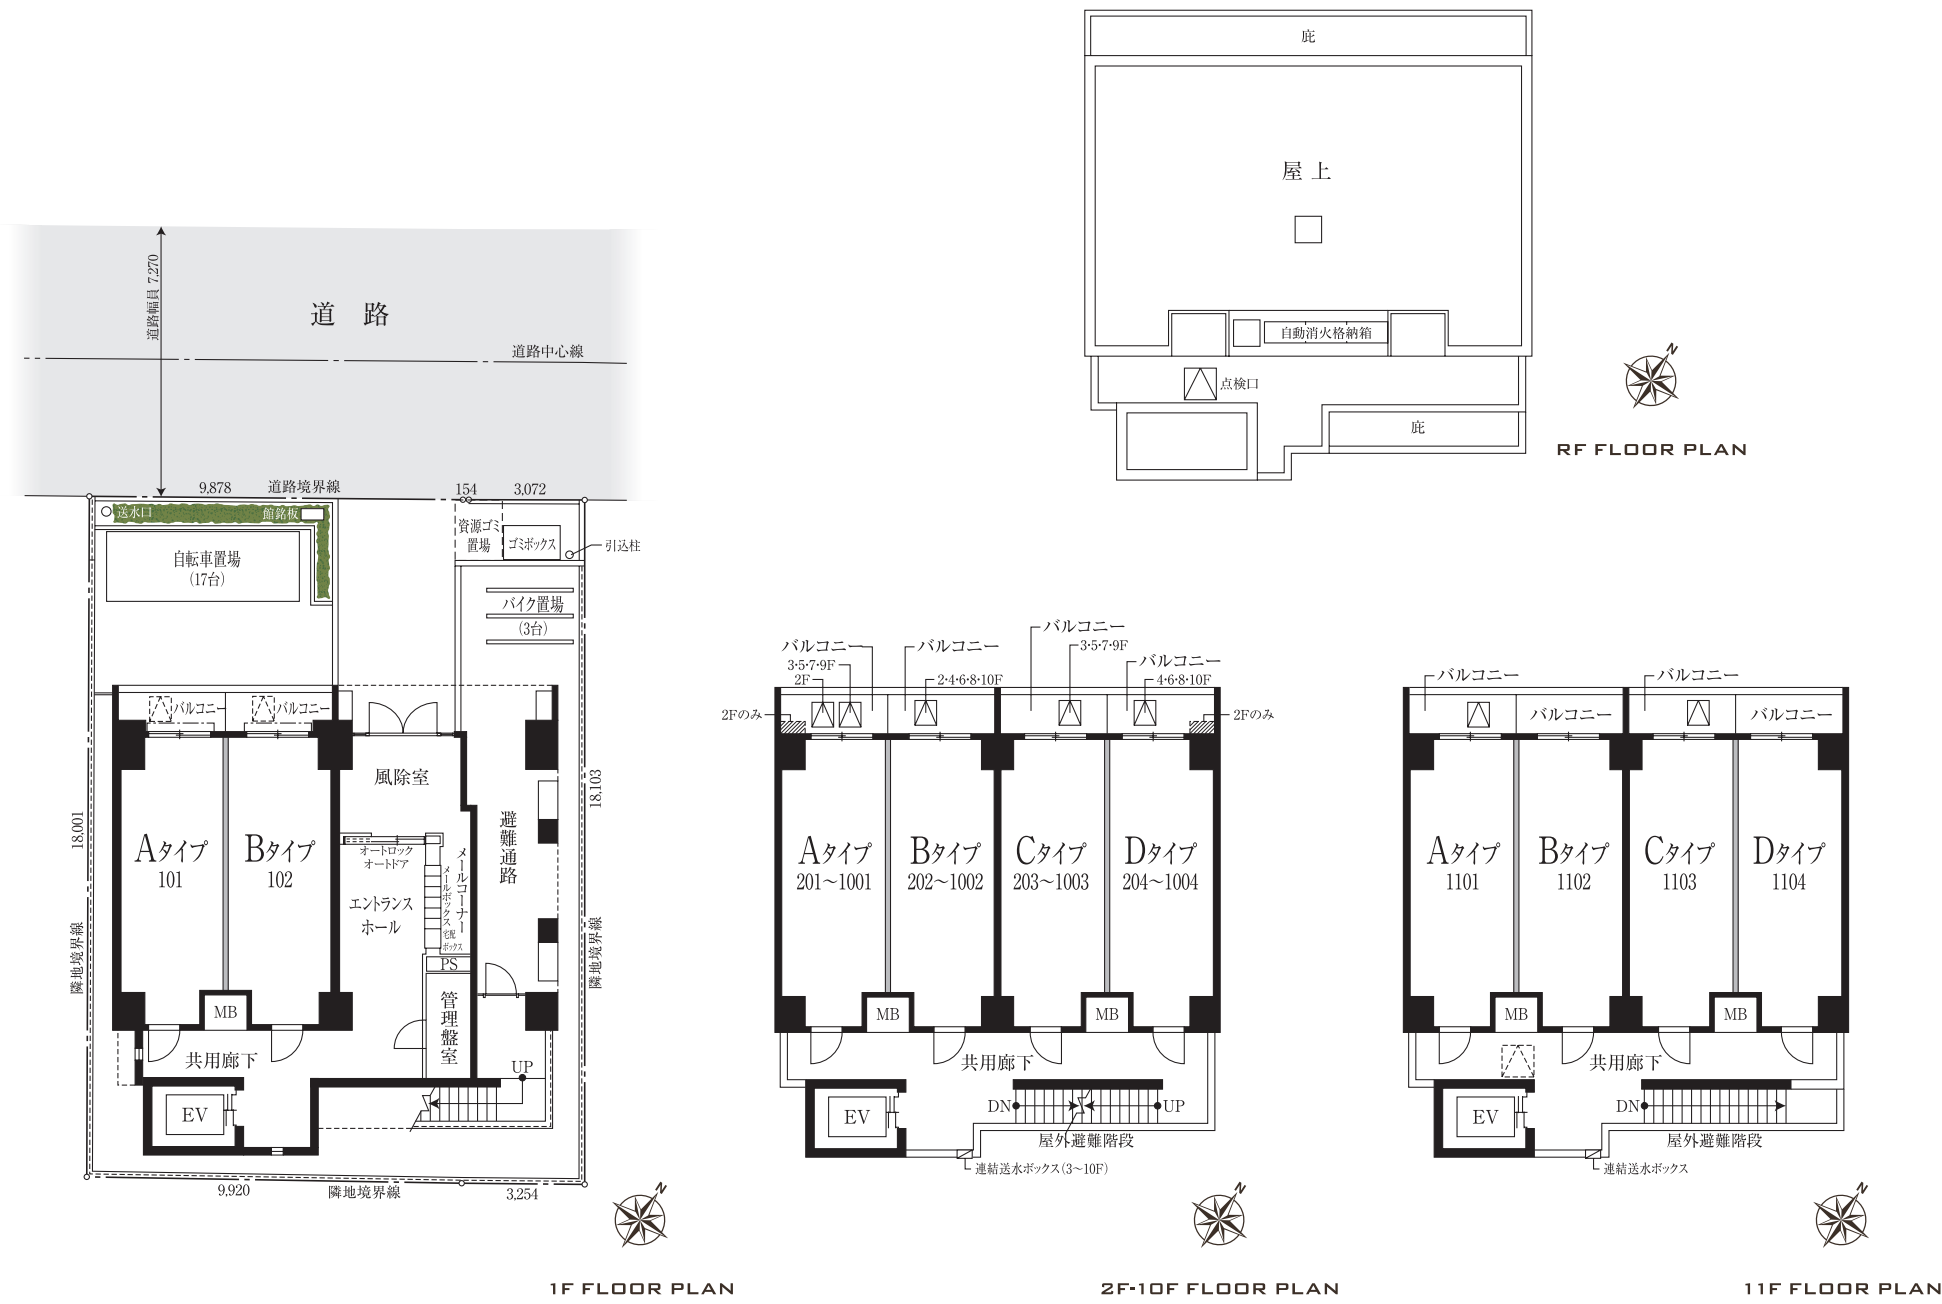 庇
屋上
自動消火格納箱
点検口
庇
N
RF FLOOR PLAN
道路幅員 7,270
道路
道路中心線
9,878
道路境界線
154
3,072
送水口
館銘板
資源ゴミ
置場
ゴミボックス
引込柱
自転車置場
(17台)
バイク置場
(3台)
バルコニー
バルコニー
風除室
18,001
隣地境界線
18,103
隣地境界線
Aタイプ
101
Bタイプ
102
オートロック
オートドア
エントランス
ホール
メールコーナー
メールボックス
宅配
ボックス
避難通路
PS
管理盤室
MB
共用廊下
UP
EV
9,920
隣地境界線
3,254
N
1F FLOOR PLAN
バルコニー
3·5·7·9F
2F
バルコニー
2·4·6·8·10F
バルコニー
3·5·7·9F
バルコニー
4·6·8·10F
2Fのみ
2Fのみ
Aタイプ
201〜1001
Bタイプ
202〜1002
Cタイプ
203〜1003
Dタイプ
204〜1004
MB
MB
共用廊下
EV
DN
UP
屋外避難階段
連結送水ボックス(3〜10F)
N
2F-10F FLOOR PLAN
バルコニー
バルコニー
バルコニー
バルコニー
Aタイプ
1101
Bタイプ
1102
Cタイプ
1103
Dタイプ
1104
MB
MB
共用廊下
EV
DN
屋外避難階段
連結送水ボックス
N
11F FLOOR PLAN